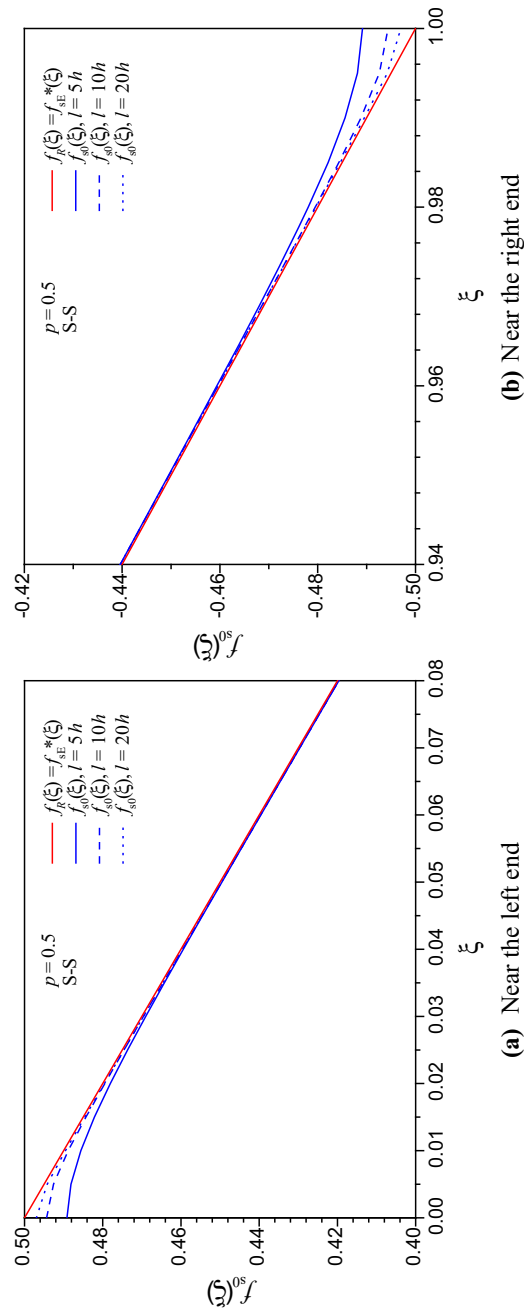 0.50
0.48
0.46
0.44
0.42
0.40
f_s0(ξ)
p = 0.5
S-S
f_R(ξ) = f_sE*(ξ)
f_s0(ξ), l = 5h
f_s0(ξ), l = 10h
f_s0(ξ), l = 20h
0.00 0.01 0.02 0.03 0.04 0.05 0.06 0.07 0.08
ξ
(a) Near the left end
-0.42
-0.44
-0.46
-0.48
-0.50
f_s0(ξ)
p = 0.5
S-S
f_R(ξ) = f_sE*(ξ)
f_s0(ξ), l = 5h
f_s0(ξ), l = 10h
f_s0(ξ), l = 20h
0.94 0.96 0.98 1.00
ξ
(b) Near the right end